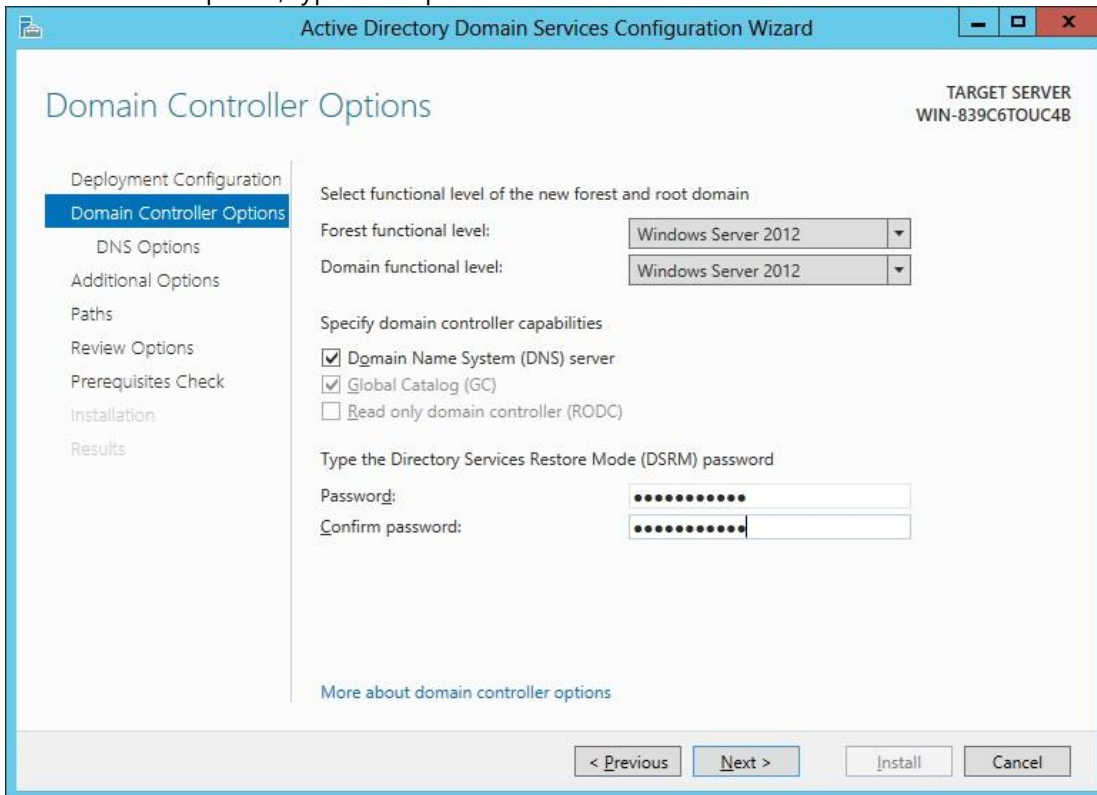 Active Directory Domain Services Configuration Wizard
Domain Controller Options
TARGET SERVER
WIN-839C6TOUC4B
Deployment Configuration
Domain Controller Options
DNS Options
Additional Options
Paths
Review Options
Prerequisites Check
Installation
Results
Select functional level of the new forest and root domain
Forest functional level: Windows Server 2012
Domain functional level: Windows Server 2012
Specify domain controller capabilities
Domain Name System (DNS) server
Global Catalog (GC)
Read only domain controller (RODC)
Type the Directory Services Restore Mode (DSRM) password
Password: •••••••••••
Confirm password: •••••••••••
More about domain controller options
< Previous Next > Install Cancel